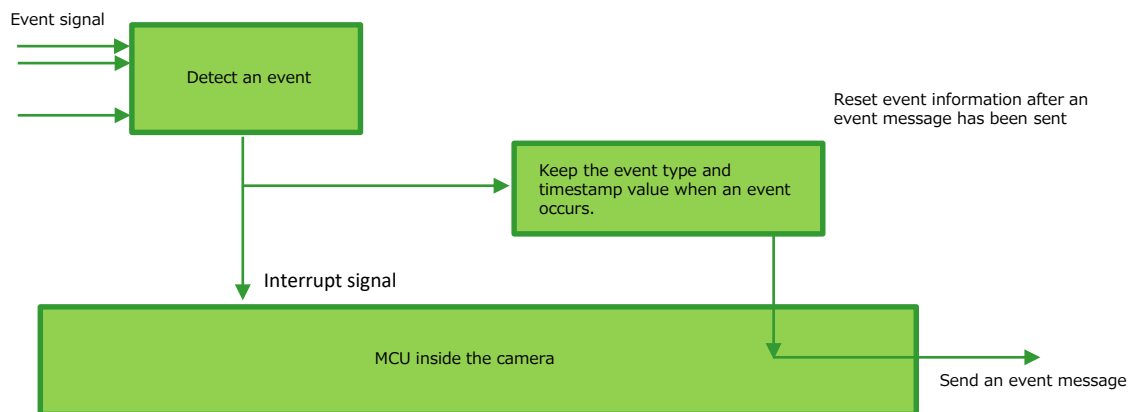 Event signal
Detect an event
Reset event information after an
event message has been sent
Keep the event type and
timestamp value when an event
occurs.
Interrupt signal
MCU inside the camera
Send an event message